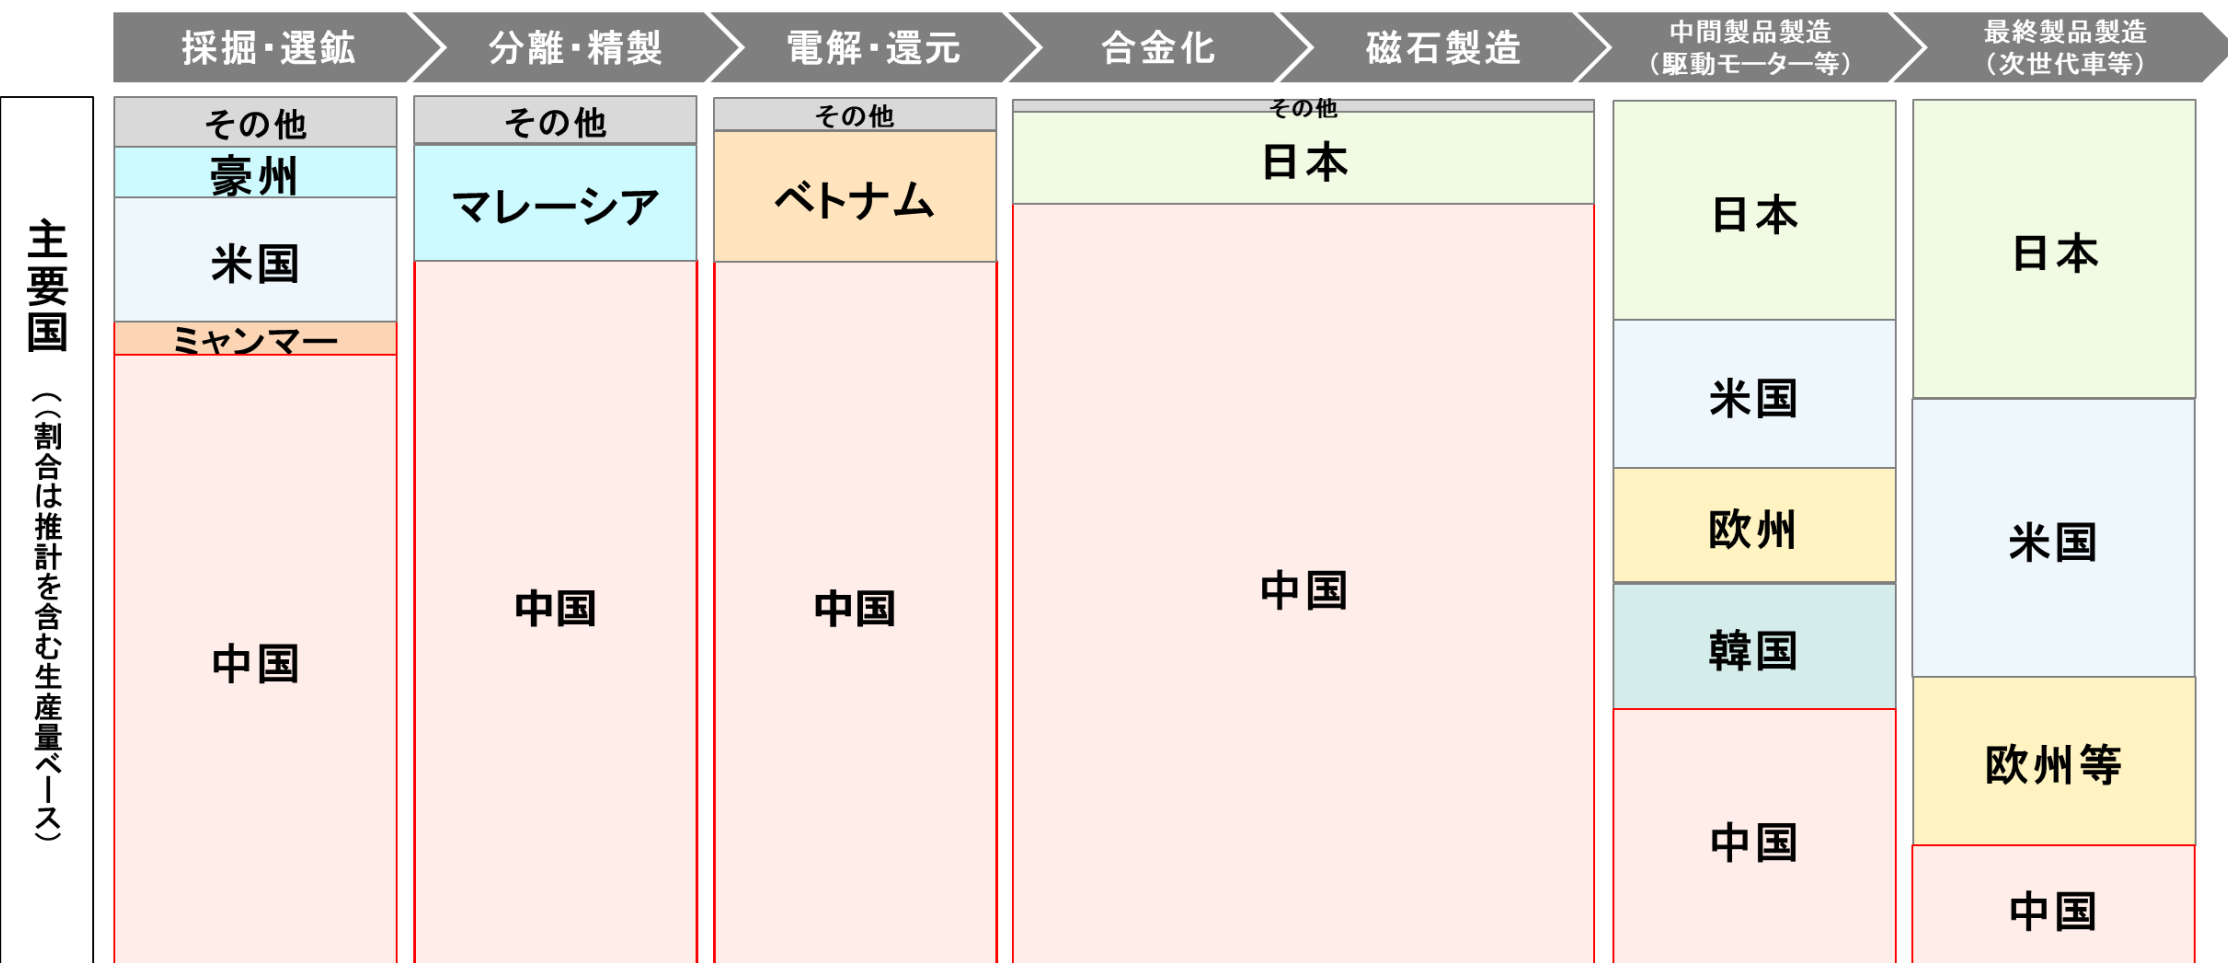 採掘・選鉱
分離・精製
電解・還元
合金化
磁石製造
中間製品製造
（駆動モーター等）
最終製品製造
（次世代車等）
主要国
（（割合は推計を含む生産量ベース）
その他
豪州
米国
ミャンマー
中国
その他
マレーシア
中国
その他
ベトナム
中国
その他
日本
中国
日本
米国
欧州
韓国
中国
日本
米国
欧州等
中国